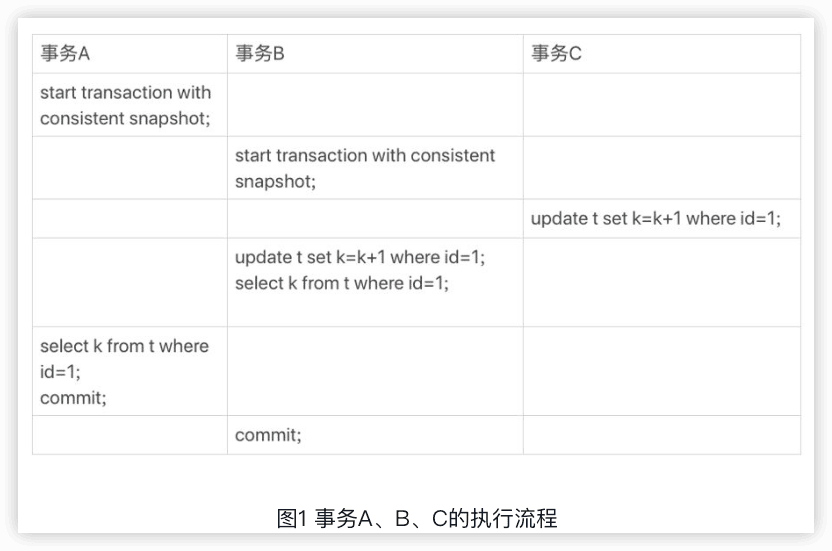 事务A 事务B 事务C
start transaction with
consistent snapshot;
start transaction with consistent
snapshot;
update t set k=k+1 where id=1;
update t set k=k+1 where id=1;
select k from t where id=1;
select k from t where
id=1;
commit;
commit;
图1 事务A、B、C的执行流程